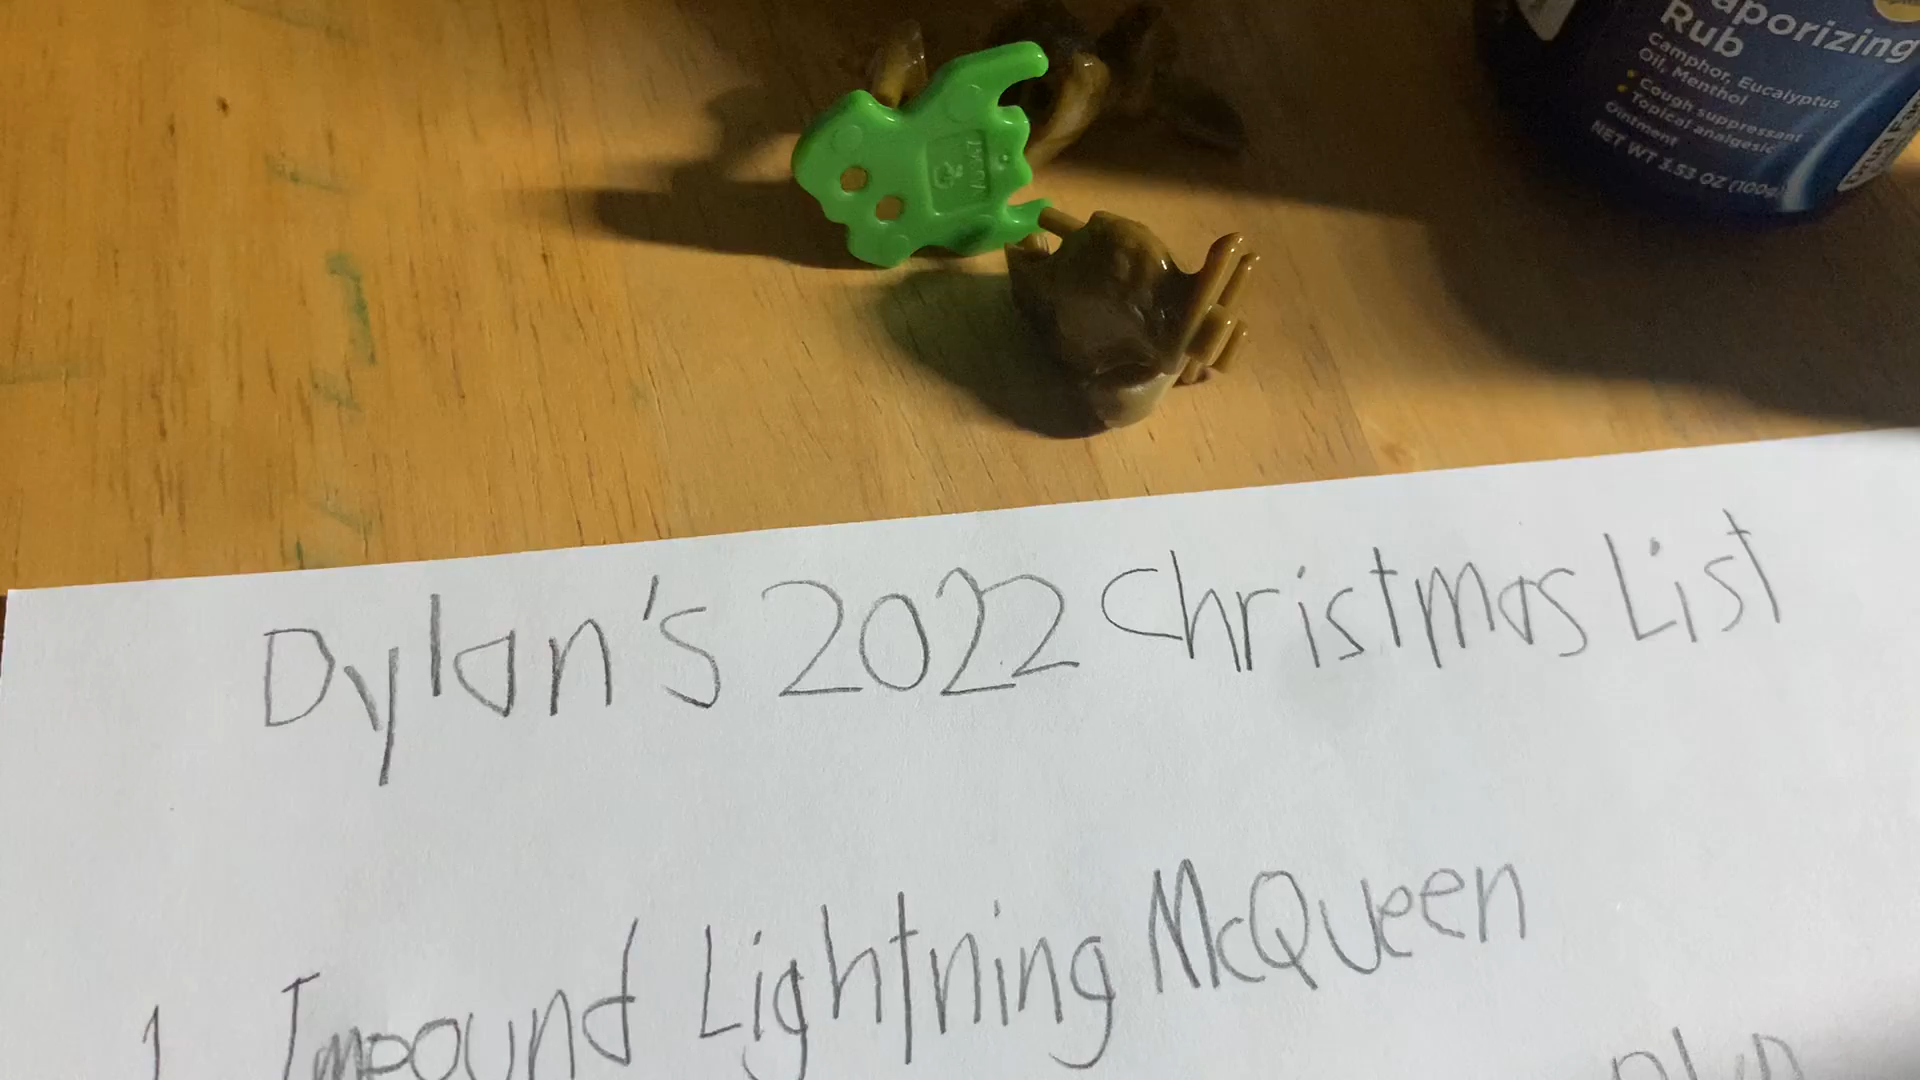 aporizing
Rub
Camphor, Eucalyptus
Oil, Menthol
Cough suppressant
Topical analgesic
Ointment
NET WT 3.53 OZ (100g)
Dylan's 2022 Christmas List
1 Impound Lightning McQueen